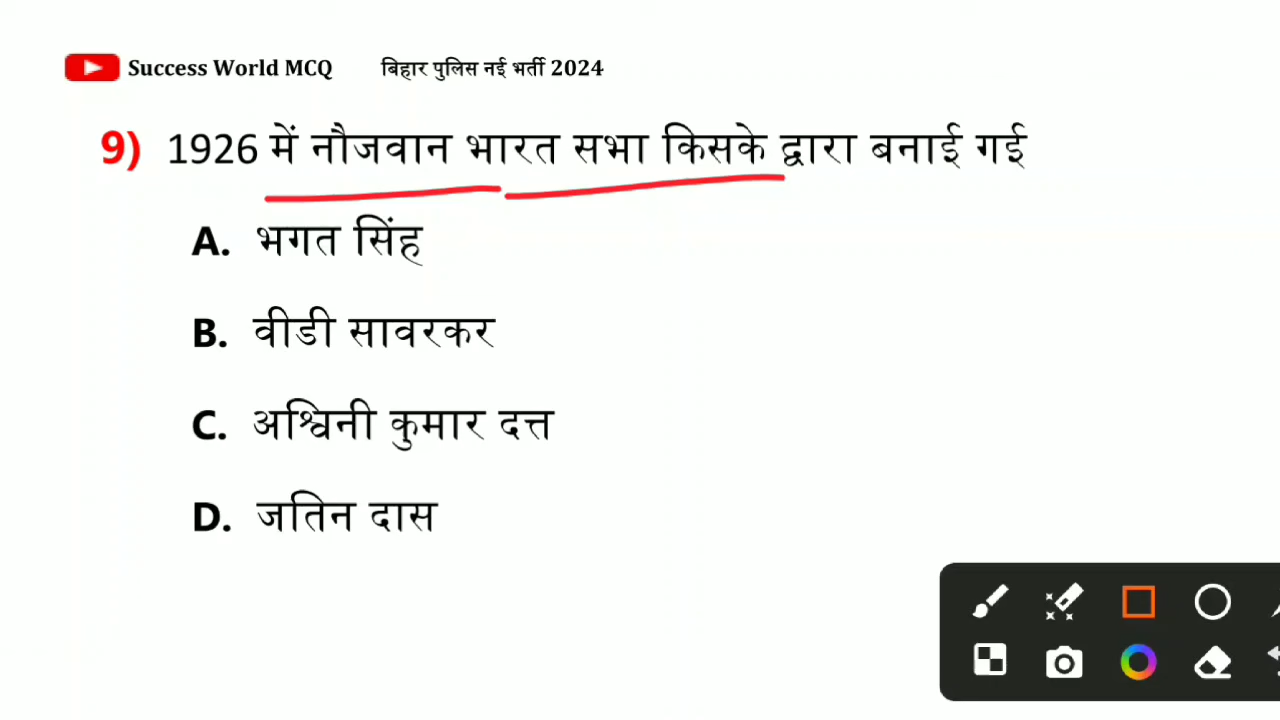 Success World MCQ बिहार पुलिस नई भर्ती 2024
9) 1926 में नौजवान भारत सभा किसके द्वारा बनाई गई
A. भगत सिंह
B. वीडी सावरकर
C. अश्विनी कुमार दत्त
D. जतिन दास